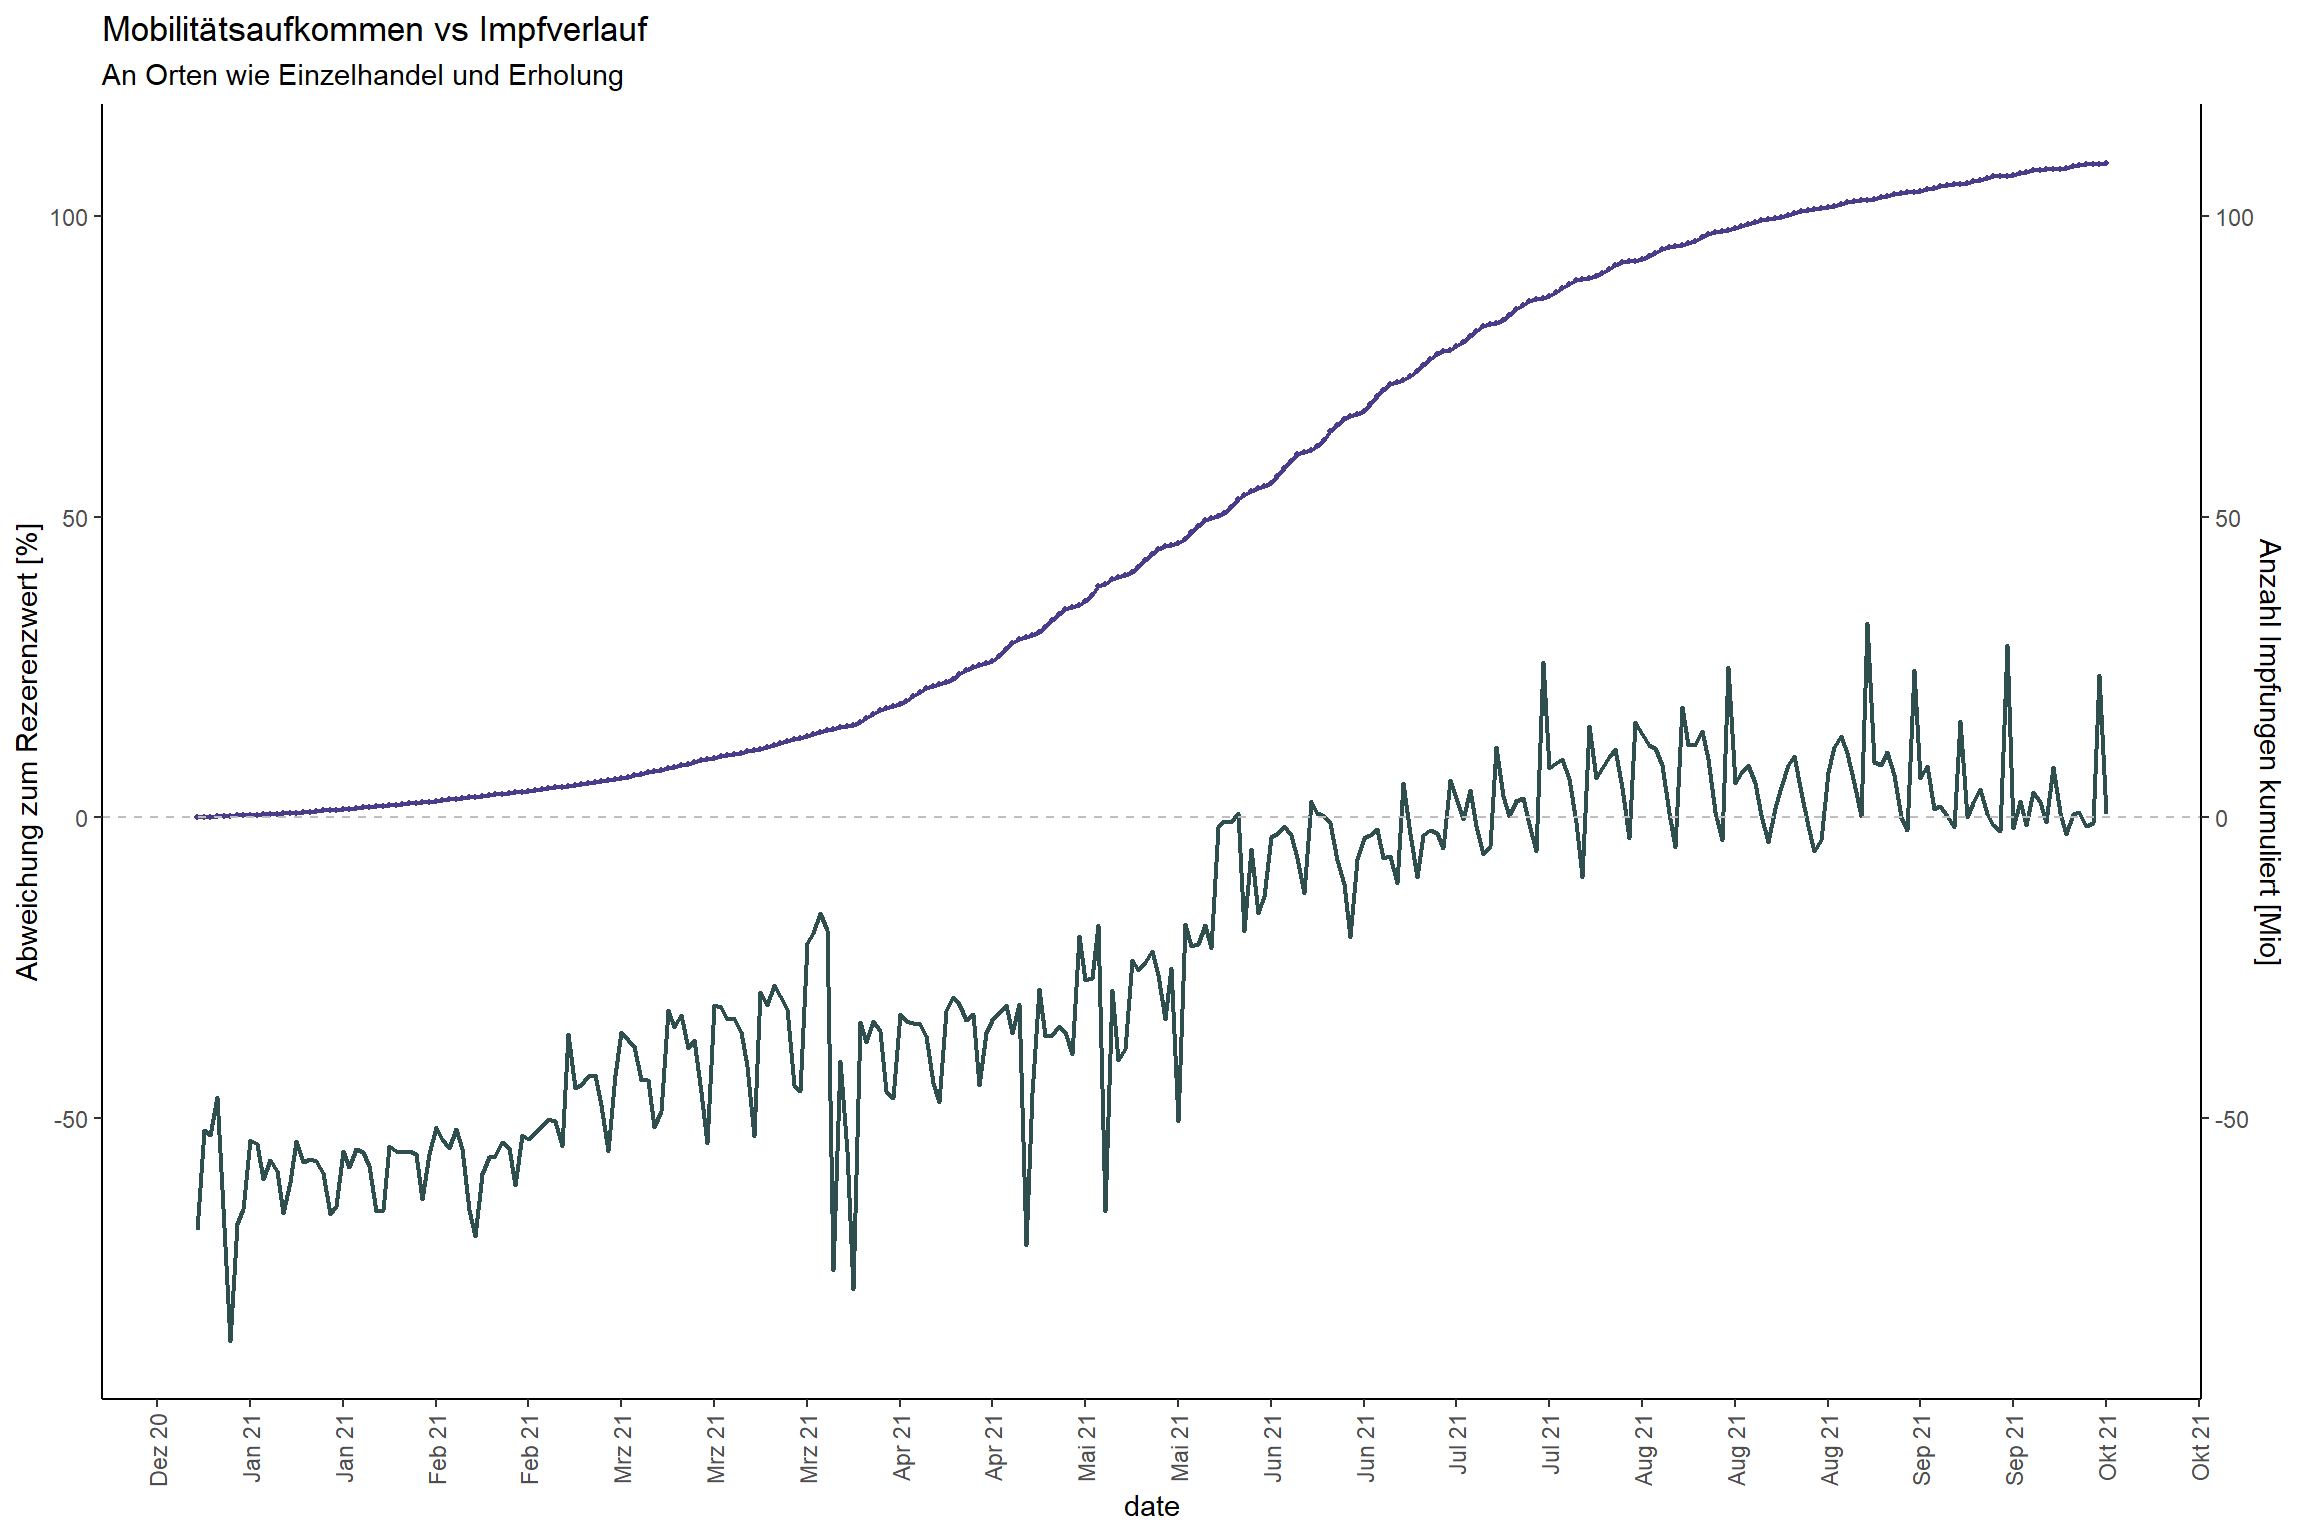 Mobilitätsaufkommen vs Impfverlauf
An Orten wie Einzelhandel und Erholung
Abweichung zum Rezerenzwert [%]
100
50
0
-50
100
50
0
-50
Anzahl Impfungen kumuliert [Mio]
Dez 20
Jan 21
Jan 21
Feb 21
Feb 21
Mrz 21
Mrz 21
Mrz 21
Apr 21
Apr 21
Mai 21
Mai 21
Jun 21
Jun 21
Jul 21
Jul 21
Aug 21
Aug 21
Aug 21
Sep 21
Sep 21
Okt 21
Okt 21
date